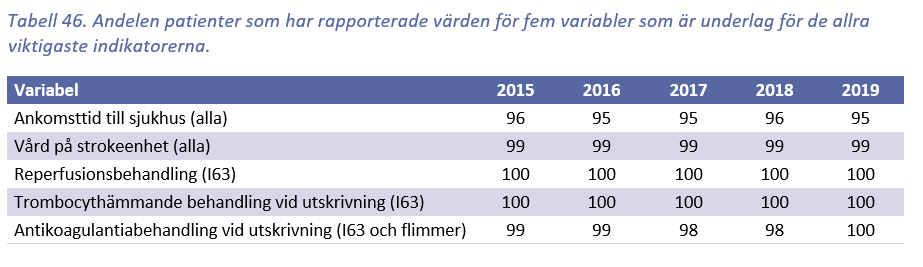 Tabell 46. Andelen patienter som har rapporterade värden för fem variabler som är underlag för de allra
viktigaste indikatorerna.
Variabel 2015 2016 2017 2018 2019
Ankomsttid till sjukhus (alla) 96 95 95 96 95
Vård på strokeenhet (alla) 99 99 99 99 99
Reperfusionsbehandling (I63) 100 100 100 100 100
Trombocythämmande behandling vid utskrivning (I63) 100 100 100 100 100
Antikoagulantiabehandling vid utskrivning (I63 och flimmer) 99 99 98 98 100